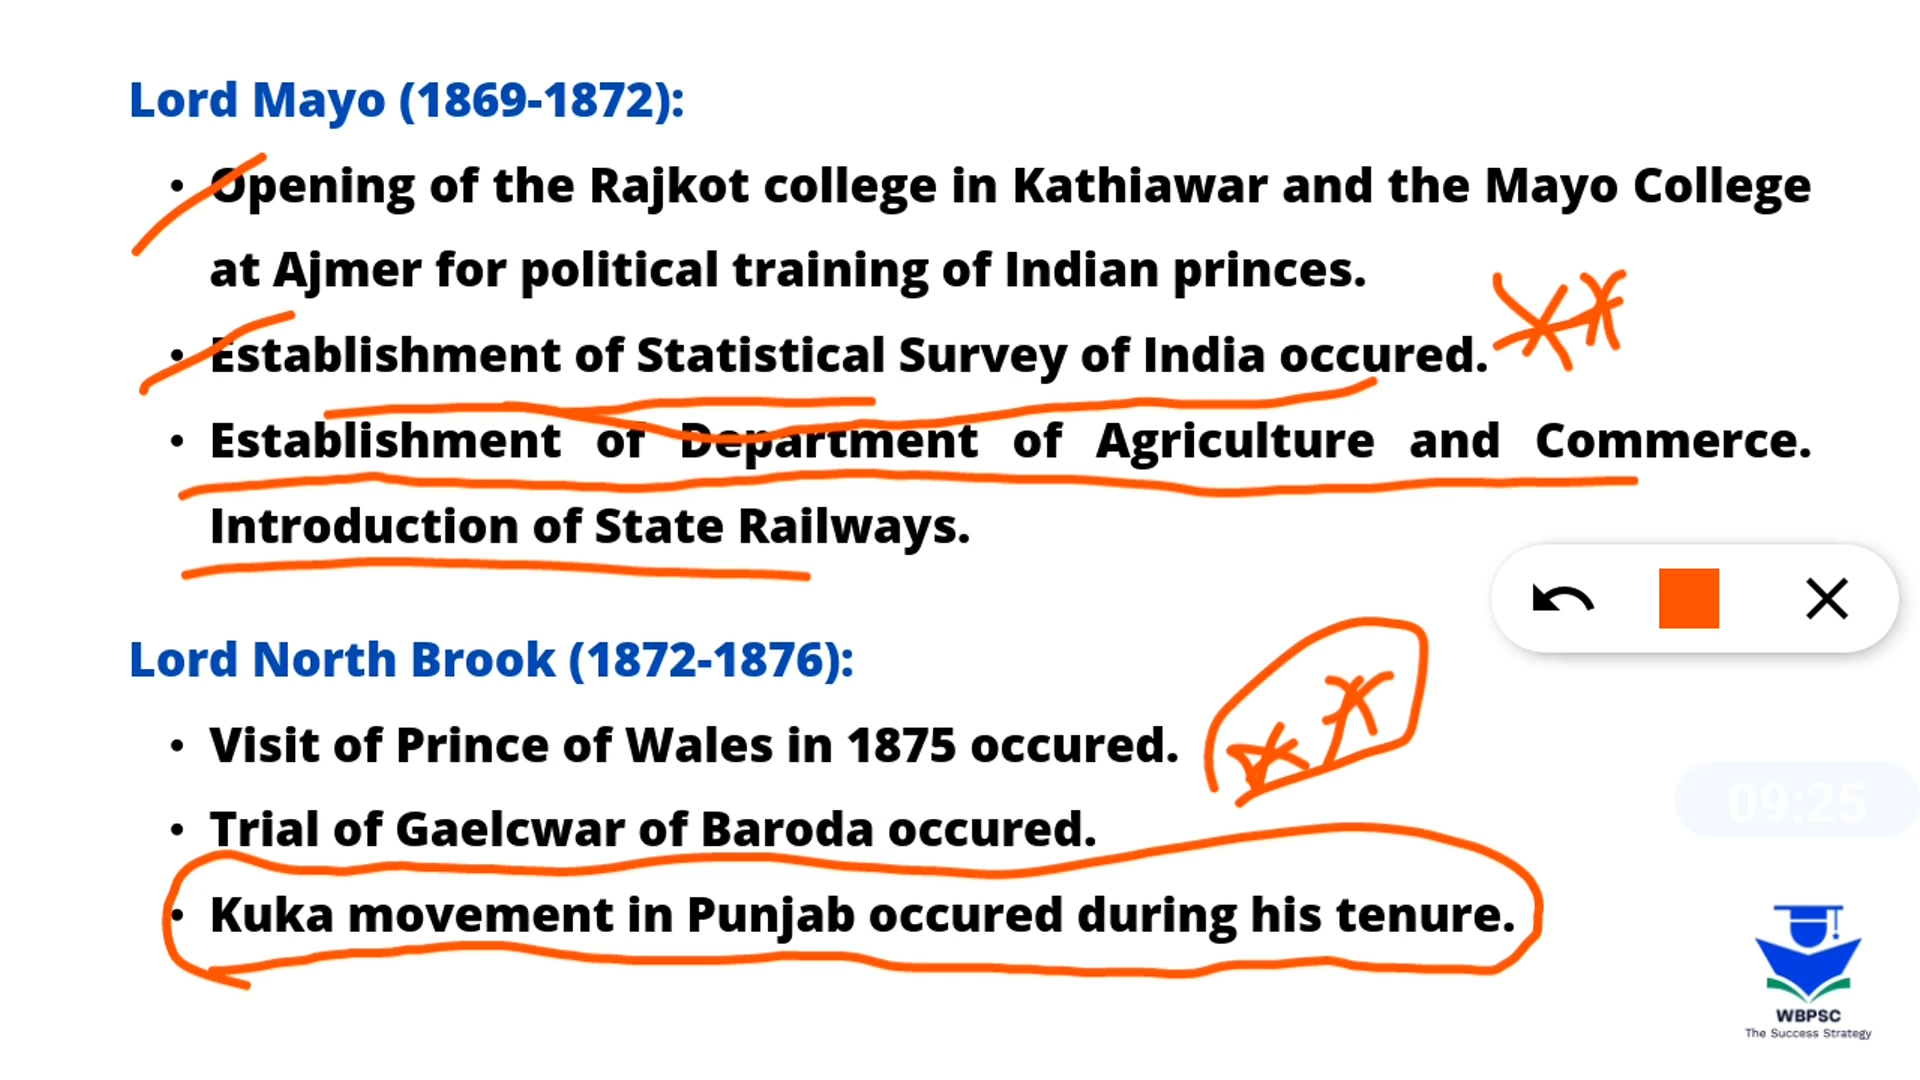 Lord Mayo (1869-1872):
• Opening of the Rajkot college in Kathiawar and the Mayo College
at Ajmer for political training of Indian princes.
• Establishment of Statistical Survey of India occured.
• Establishment of Department of Agriculture and Commerce.
Introduction of State Railways.
Lord North Brook (1872-1876):
• Visit of Prince of Wales in 1875 occured.
• Trial of Gaelcwar of Baroda occured.
• Kuka movement in Punjab occured during his tenure.
09:25
WBPSC
The Success Strategy